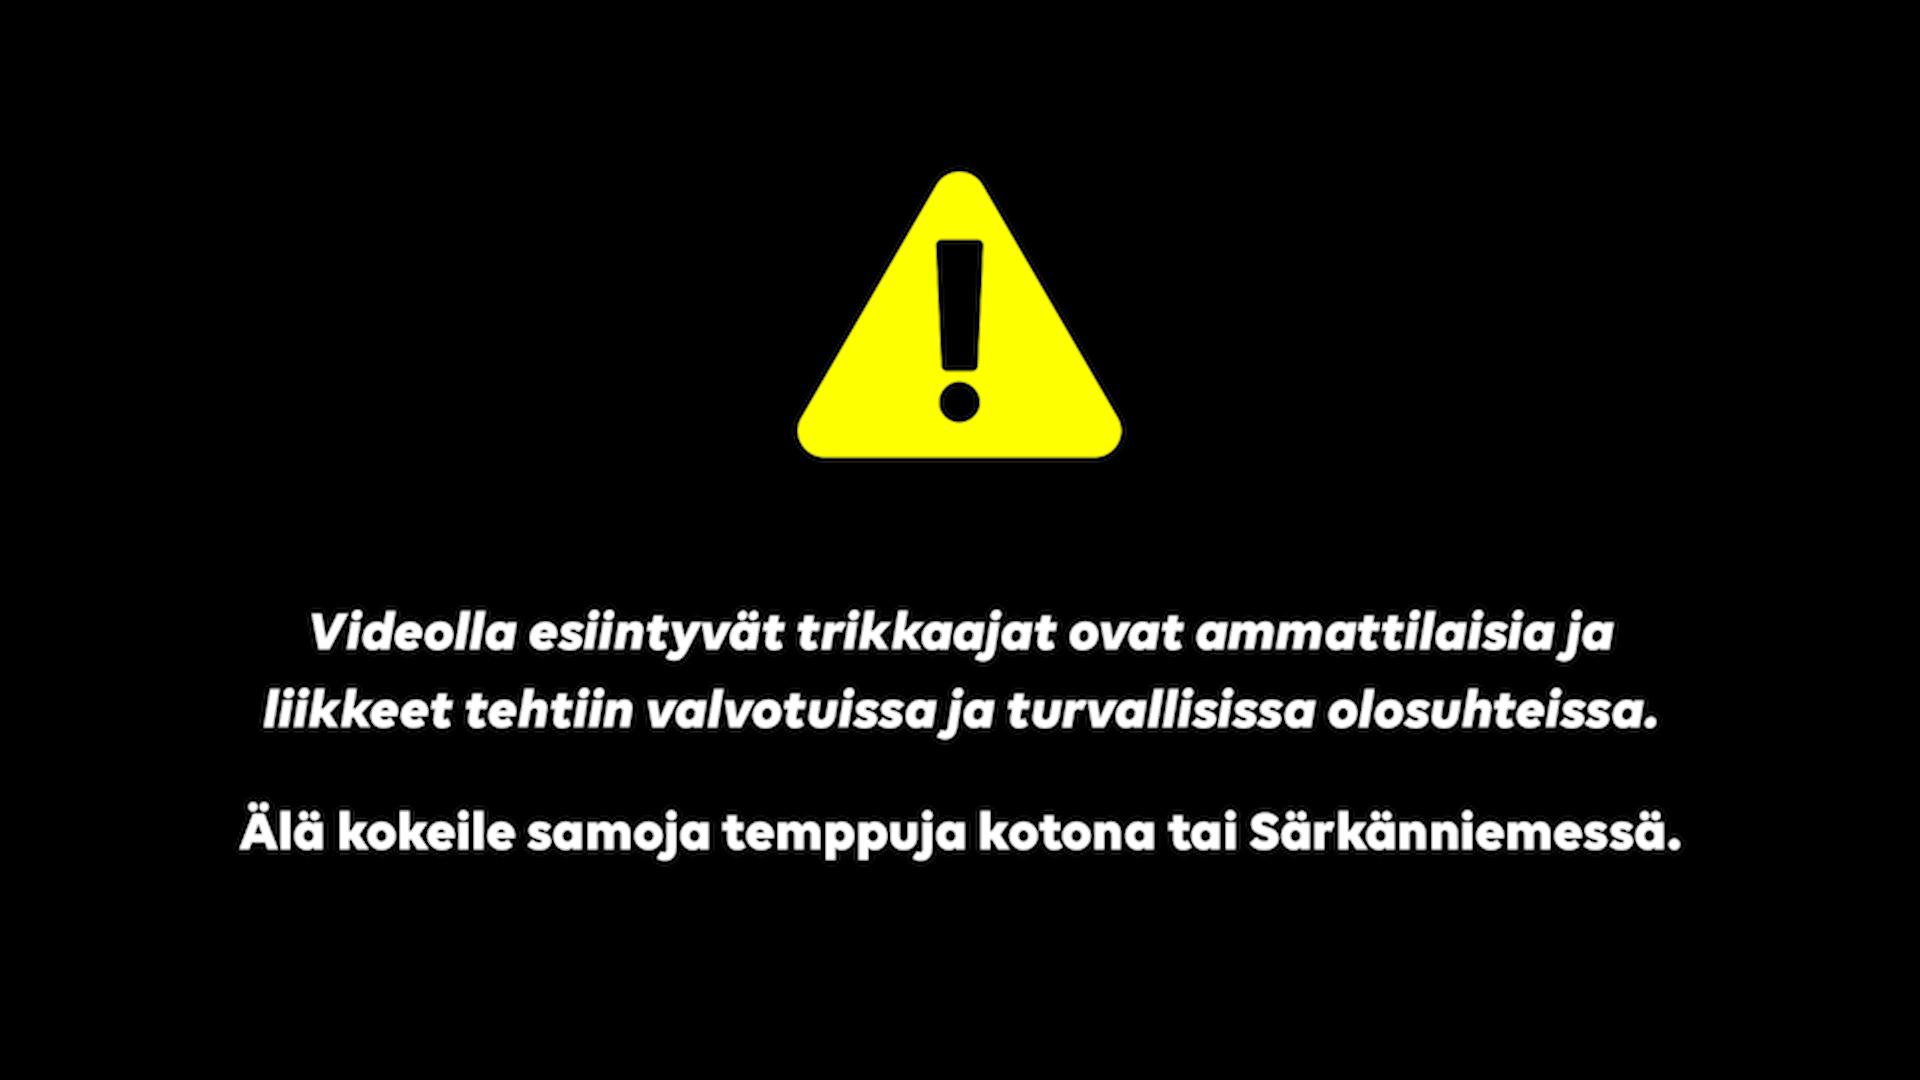 Videolla esiintyvät trikkaajat ovat ammattilaisia ja
liikkeet tehtiin valvotuissa ja turvallisissa olosuhteissa.
Älä kokeile samoja temppuja kotona tai Särkänniemessä.